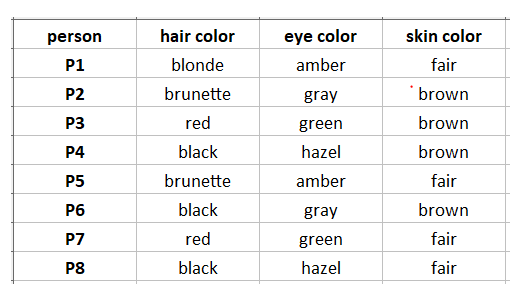 person hair color eye color skin color
P1 blonde amber fair
P2 brunette gray brown
P3 red green brown
P4 black hazel brown
P5 brunette amber fair
P6 black gray brown
P7 red green fair
P8 black hazel fair